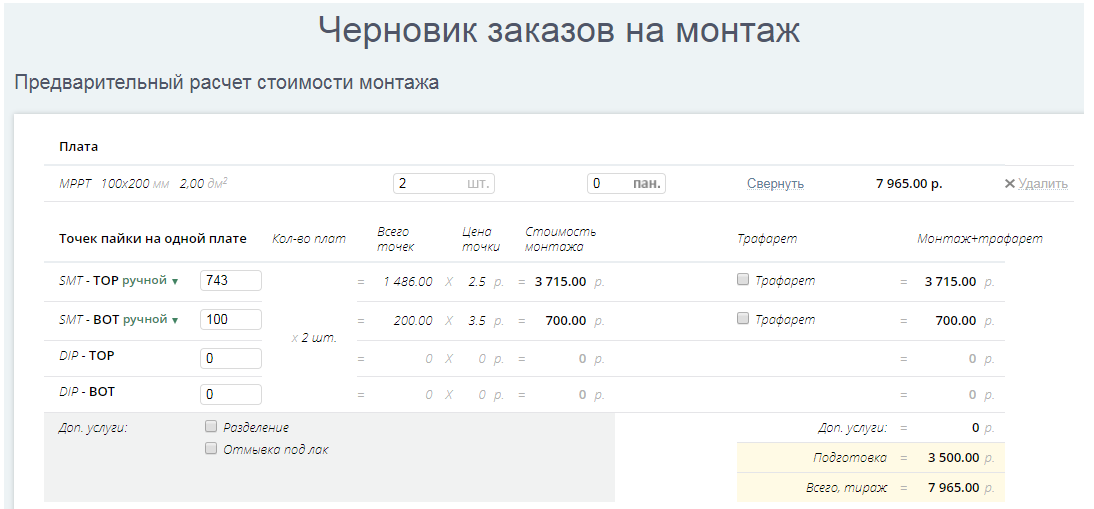 Черновик заказов на монтаж
Предварительный расчет стоимости монтажа
Плата
MPPT 100x200 мм 2,00 дм² 2 шт. 0 пан. Свернуть 7 965.00 р. ✕ Удалить
Точек пайки на одной плате Кол-во плат Всего точек Цена точки Стоимость монтажа Трафарет Монтаж+трафарет
SMT - TOP ручной ▼ 743 = 1 486.00 X 2.5 р. = 3 715.00 р. Трафарет = 3 715.00 р.
SMT - BOT ручной ▼ 100 = 200.00 X 3.5 р. = 700.00 р. Трафарет = 700.00 р.
x 2 шт.
DIP - TOP 0 = 0 X 0 р. = 0 р. = 0 р.
DIP - BOT 0 = 0 X 0 р. = 0 р. = 0 р.
Доп. услуги: Разделение Доп. услуги: = 0 р.
Отмывка под лак
Подготовка = 3 500.00 р.
Всего, тираж = 7 965.00 р.